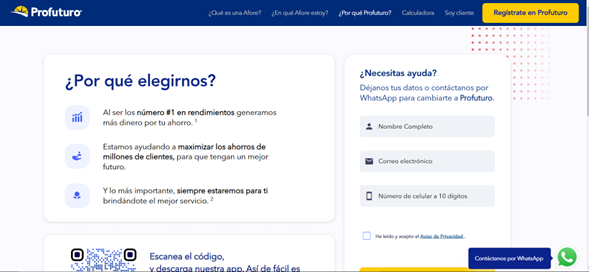 Profuturo
¿Qué es una Afore?
¿En qué Afore estoy?
¿Por qué Profuturo?
Calculadora
Soy cliente
Regístrate en Profuturo
¿Por qué elegirnos?
Al ser los número #1 en rendimientos generamos
más dinero por tu ahorro. 1
Estamos ayudando a maximizar los ahorros de
millones de clientes, para que tengan un mejor
futuro.
Y lo más importante, siempre estaremos para ti
brindándote el mejor servicio. 2
Escanea el código,
y descarga nuestra app. Así de fácil es
¿Necesitas ayuda?
Déjanos tus datos o contáctanos por
WhatsApp para cambiarte a Profuturo.
Nombre Completo
Correo electrónico
Número de celular a 10 dígitos
He leído y acepto el Aviso de Privacidad.
Contáctanos por WhatsApp